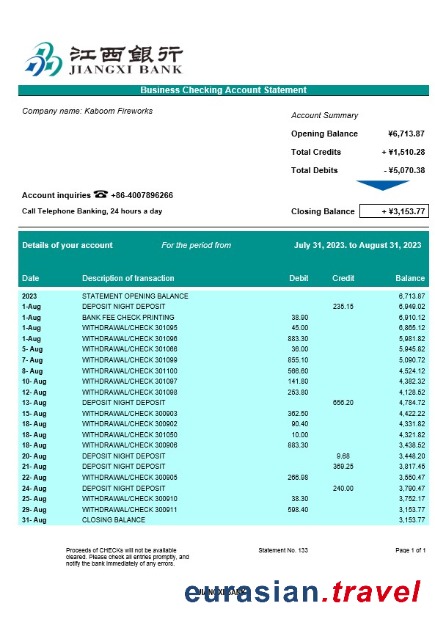 江西銀行
JIANGXI BANK
Business Checking Account Statement
Company name: Kaboom Fireworks
Account Summary
Opening Balance ¥6,713.87
Total Credits + ¥1,510.28
Total Debits - ¥5,070.38
Account inquiries ☎ +86-4007896266
Call Telephone Banking, 24 hours a day
Closing Balance + ¥3,153.77
Details of your account For the period from July 31, 2023. to August 31, 2023
Date Description of transaction Debit Credit Balance
2023 STATEMENT OPENING BALANCE 6,713.87
1-Aug DEPOSIT NIGHT DEPOSIT 235.15 6,949.02
1-Aug BANK FEE CHECK PRINTING 38.90 6,910.12
1-Aug WITHDRAWAL/CHECK 301095 45.00 6,865.12
1-Aug WITHDRAWAL/CHECK 301096 883.30 5,981.82
5- Aug WITHDRAWAL/CHECK 301068 36.00 5,945.82
7- Aug WITHDRAWAL/CHECK 301099 855.10 5,090.72
8- Aug WITHDRAWAL/CHECK 301100 566.60 4,524.12
10- Aug WITHDRAWAL/CHECK 301097 141.80 4,382.32
12- Aug WITHDRAWAL/CHECK 301098 253.80 4,128.52
13- Aug DEPOSIT NIGHT DEPOSIT 656.20 4,784.72
15- Aug WITHDRAWAL/CHECK 300903 362.50 4,422.22
18- Aug WITHDRAWAL/CHECK 300902 90.40 4,331.82
18- Aug WITHDRAWAL/CHECK 301050 10.00 4,321.82
18- Aug WITHDRAWAL/CHECK 300906 883.30 3,438.52
20- Aug DEPOSIT NIGHT DEPOSIT 9.68 3,448.20
21- Aug DEPOSIT NIGHT DEPOSIT 369.25 3,817.45
22- Aug WITHDRAWAL/CHECK 300905 266.98 3,550.47
24- Aug DEPOSIT NIGHT DEPOSIT 240.00 3,790.47
25- Aug WITHDRAWAL/CHECK 300910 38.30 3,752.17
29- Aug WITHDRAWAL/CHECK 300911 598.40 3,153.77
31- Aug CLOSING BALANCE 3,153.77
Proceeds of CHECKs will not be available
cleared. Please check all entries promptly, and
notify the bank immediately of any errors.
Statement No. 133
Page 1 of 1
JIANGXI BANK
eurasian.travel